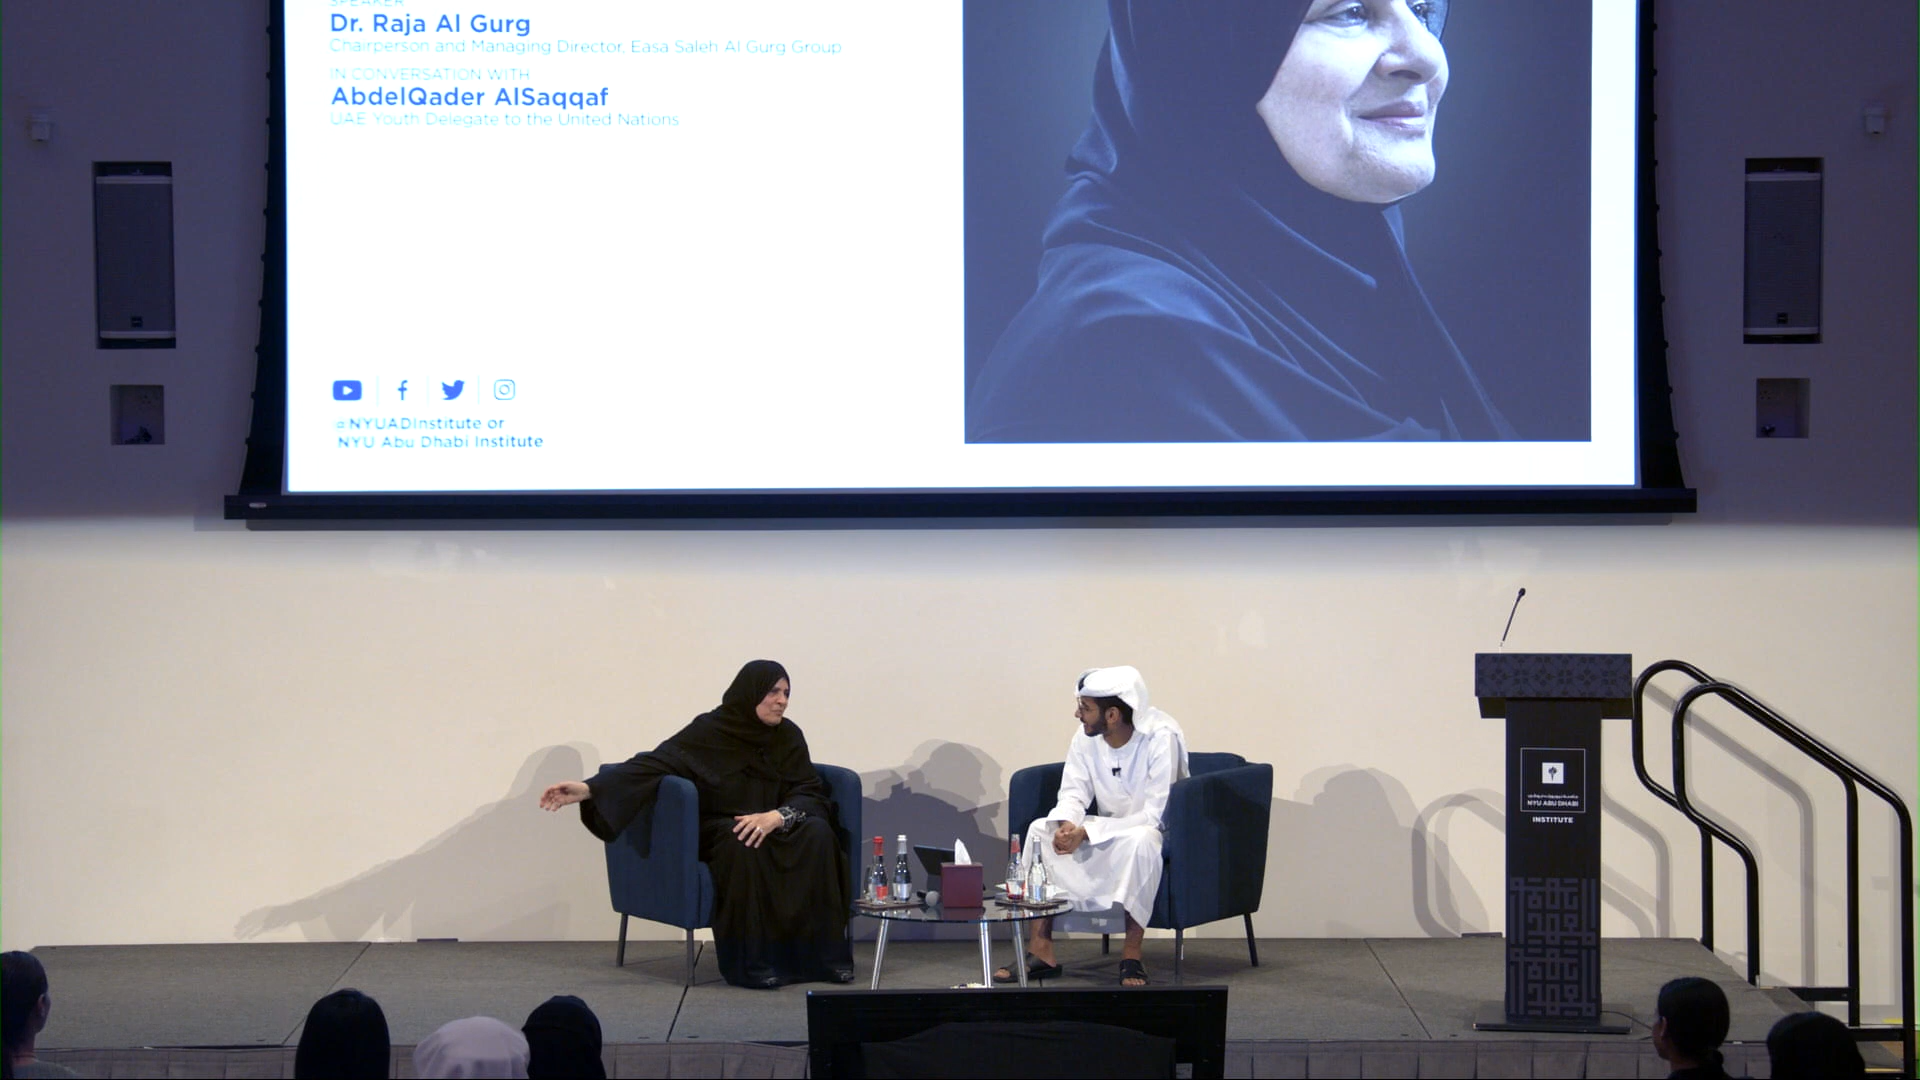 SPEAKER
Dr. Raja Al Gurg
Chairperson and Managing Director, Easa Saleh Al Gurg Group
IN CONVERSATION WITH
AbdelQader AlSaqqaf
UAE Youth Delegate to the United Nations
@NYUADInstitute or
NYU Abu Dhabi Institute
NYU ABU DHABI
INSTITUTE